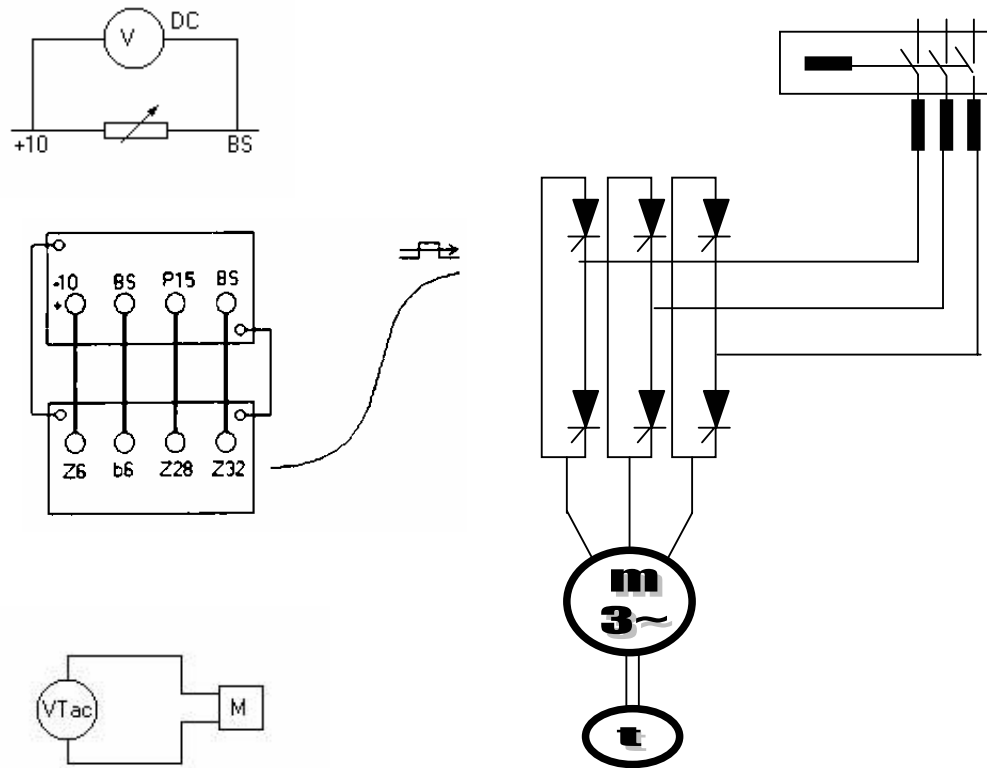 V DC
+10 BS
-10 BS P15 BS
+
Z6 b6 Z28 Z32
m
3~
VTac M
t